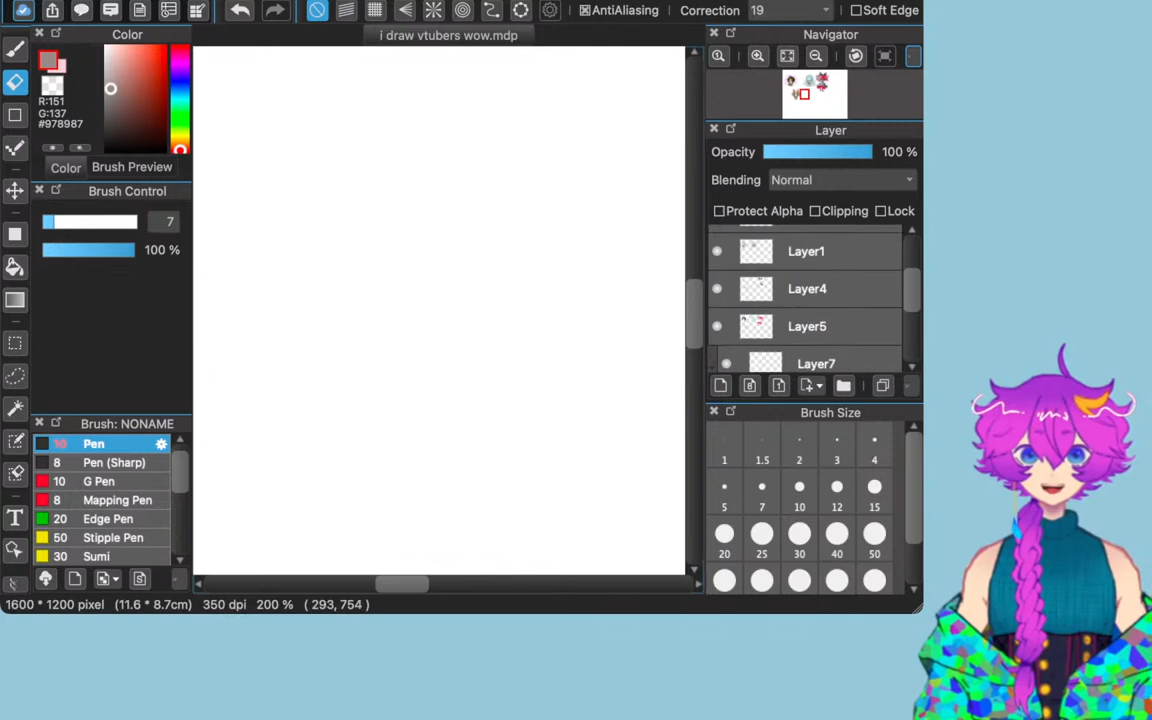 AntiAliasing
Correction 19
Soft Edge
Color
i draw vtubers wow.mdp
Navigator
R:151
G:137
#978987
Color
Brush Preview
Brush Control
7
100 %
Layer
Opacity 100 %
Blending Normal
Protect Alpha Clipping Lock
Layer1
Layer4
Layer5
Layer7
Brush: NONAME
10 Pen
8 Pen (Sharp)
10 G Pen
8 Mapping Pen
20 Edge Pen
50 Stipple Pen
30 Sumi
Brush Size
1 1.5 2 3 4
5 7 10 12 15
20 25 30 40 50
1600 * 1200 pixel (11.6 * 8.7cm) 350 dpi 200 % ( 293, 754 )